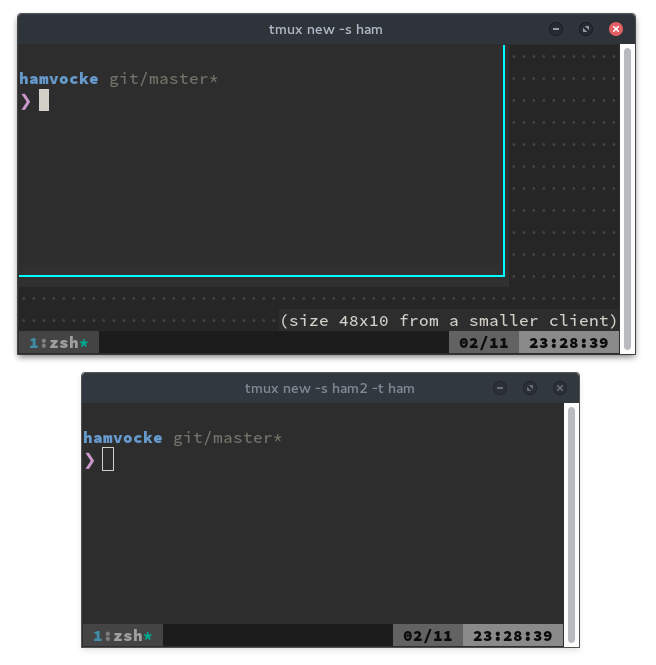 tmux new -s ham
hamvocke git/master*
❯
(size 48x10 from a smaller client)
1:zsh* 02/11 23:28:39
tmux new -s ham2 -t ham
hamvocke git/master*
❯
1:zsh* 02/11 23:28:39